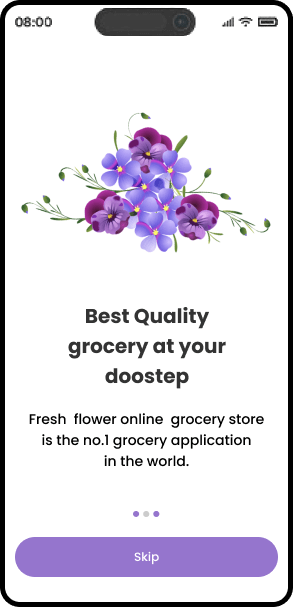 08:00
Best Quality
grocery at your
doostep
Fresh flower online grocery store
is the no.1 grocery application
in the world.
Skip